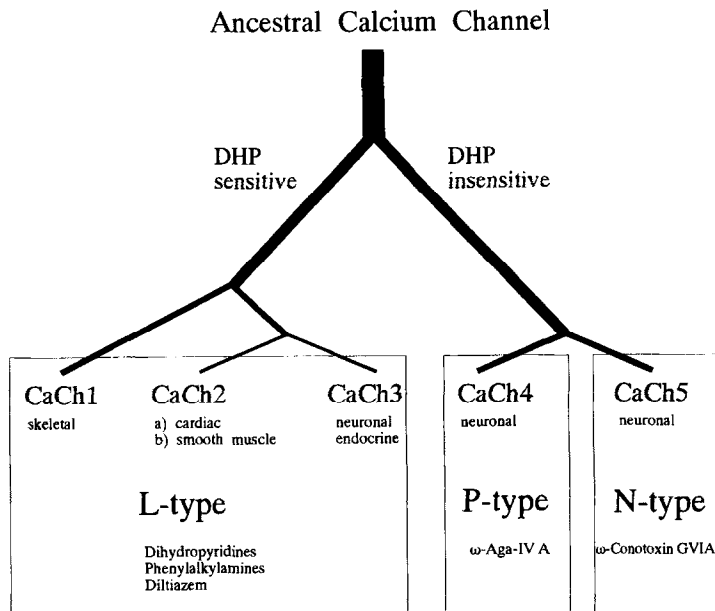 Ancestral Calcium Channel
DHP
sensitive
DHP
insensitive
CaCh1
skeletal
CaCh2
a) cardiac
b) smooth muscle
CaCh3
neuronal
endocrine
CaCh4
neuronal
CaCh5
neuronal
L-type
Dihydropyridines
Phenylalkylamines
Diltiazem
P-type
ω-Aga-IV A
N-type
ω-Conotoxin GVIA